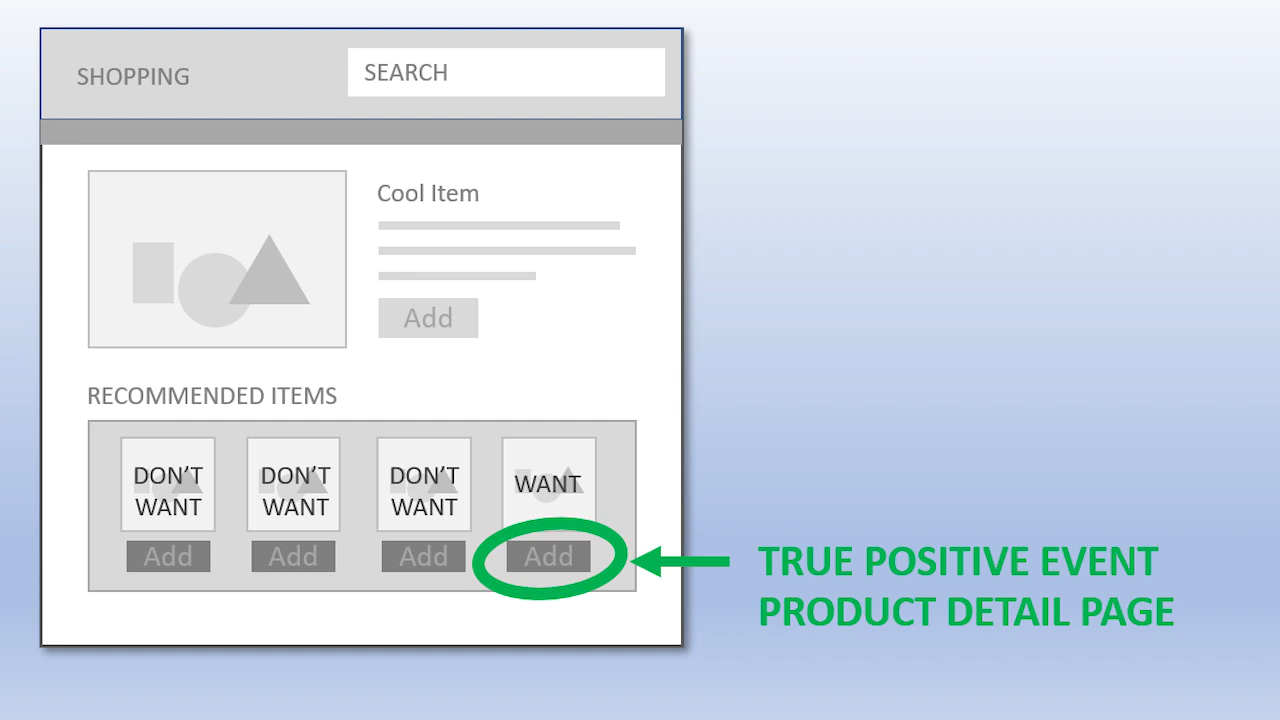 SHOPPING
SEARCH
Cool Item
Add
RECOMMENDED ITEMS
DON'T
WANT
DON'T
WANT
DON'T
WANT
WANT
Add
Add
Add
Add
TRUE POSITIVE EVENT
PRODUCT DETAIL PAGE